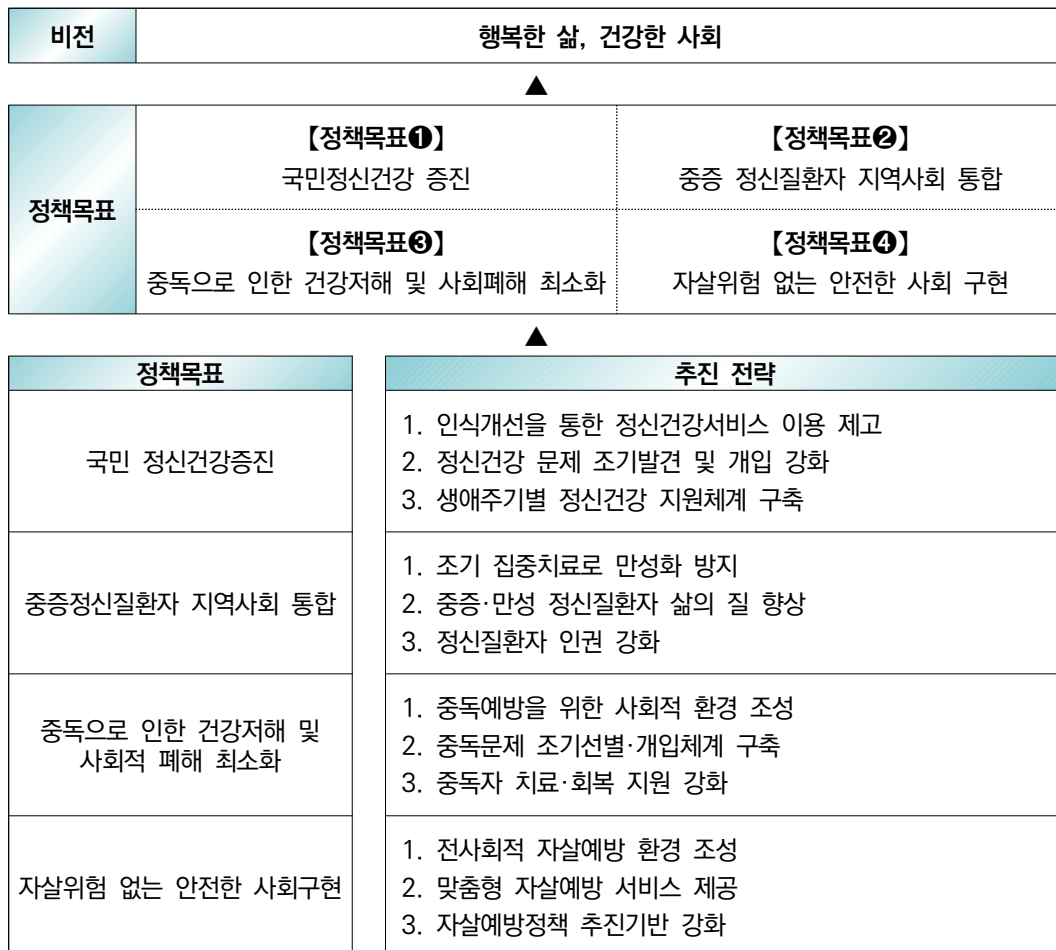 비전
행복한 삶, 건강한 사회
▲
정책목표
【정책목표❶】
국민정신건강 증진
【정책목표❷】
중증 정신질환자 지역사회 통합
【정책목표❸】
중독으로 인한 건강저해 및 사회폐해 최소화
【정책목표❹】
자살위험 없는 안전한 사회 구현
▲
정책목표
추진 전략
국민 정신건강증진
1. 인식개선을 통한 정신건강서비스 이용 제고
2. 정신건강 문제 조기발견 및 개입 강화
3. 생애주기별 정신건강 지원체계 구축
중증정신질환자 지역사회 통합
1. 조기 집중치료로 만성화 방지
2. 중증·만성 정신질환자 삶의 질 향상
3. 정신질환자 인권 강화
중독으로 인한 건강저해 및
사회적 폐해 최소화
1. 중독예방을 위한 사회적 환경 조성
2. 중독문제 조기선별·개입체계 구축
3. 중독자 치료·회복 지원 강화
자살위험 없는 안전한 사회구현
1. 전사회적 자살예방 환경 조성
2. 맞춤형 자살예방 서비스 제공
3. 자살예방정책 추진기반 강화